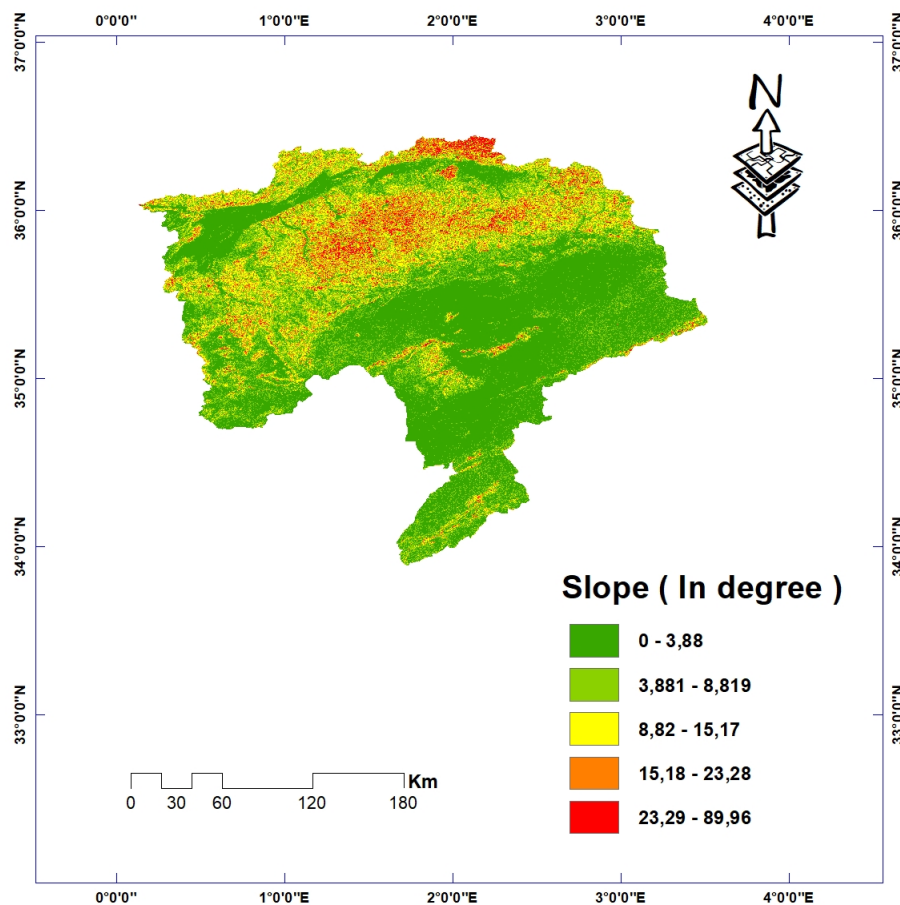 0°0'0" 1°0'0"E 2°0'0"E 3°0'0"E 4°0'0"E
37°0'0"N 37°0'0"N
N
36°0'0"N 36°0'0"N
35°0'0"N 35°0'0"N
34°0'0"N 34°0'0"N
Slope ( In degree )
0 - 3,88
3,881 - 8,819
33°0'0"N 33°0'0"N
8,82 - 15,17
15,18 - 23,28
Km
0 30 60 120 180
23,29 - 89,96
0°0'0" 1°0'0"E 2°0'0"E 3°0'0"E 4°0'0"E